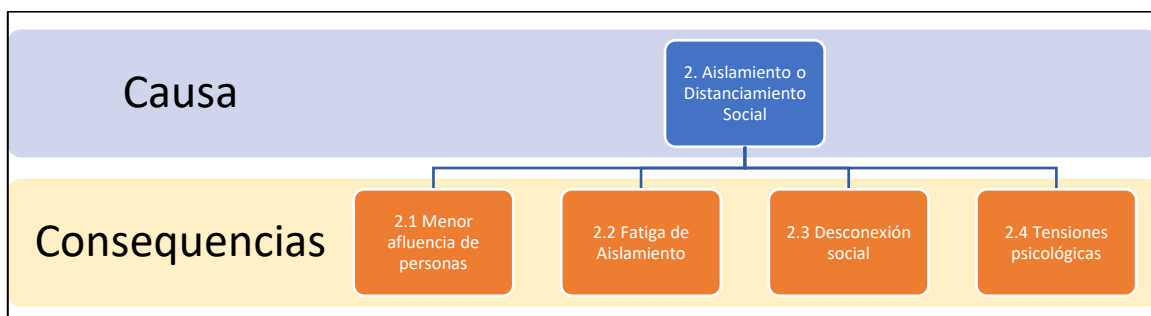 Causa
2. Aislamiento o
Distanciamiento
Social
Consequencias
2.1 Menor
afluencia de
personas
2.2 Fatiga de
Aislamiento
2.3 Desconexión
social
2.4 Tensiones
psicológicas